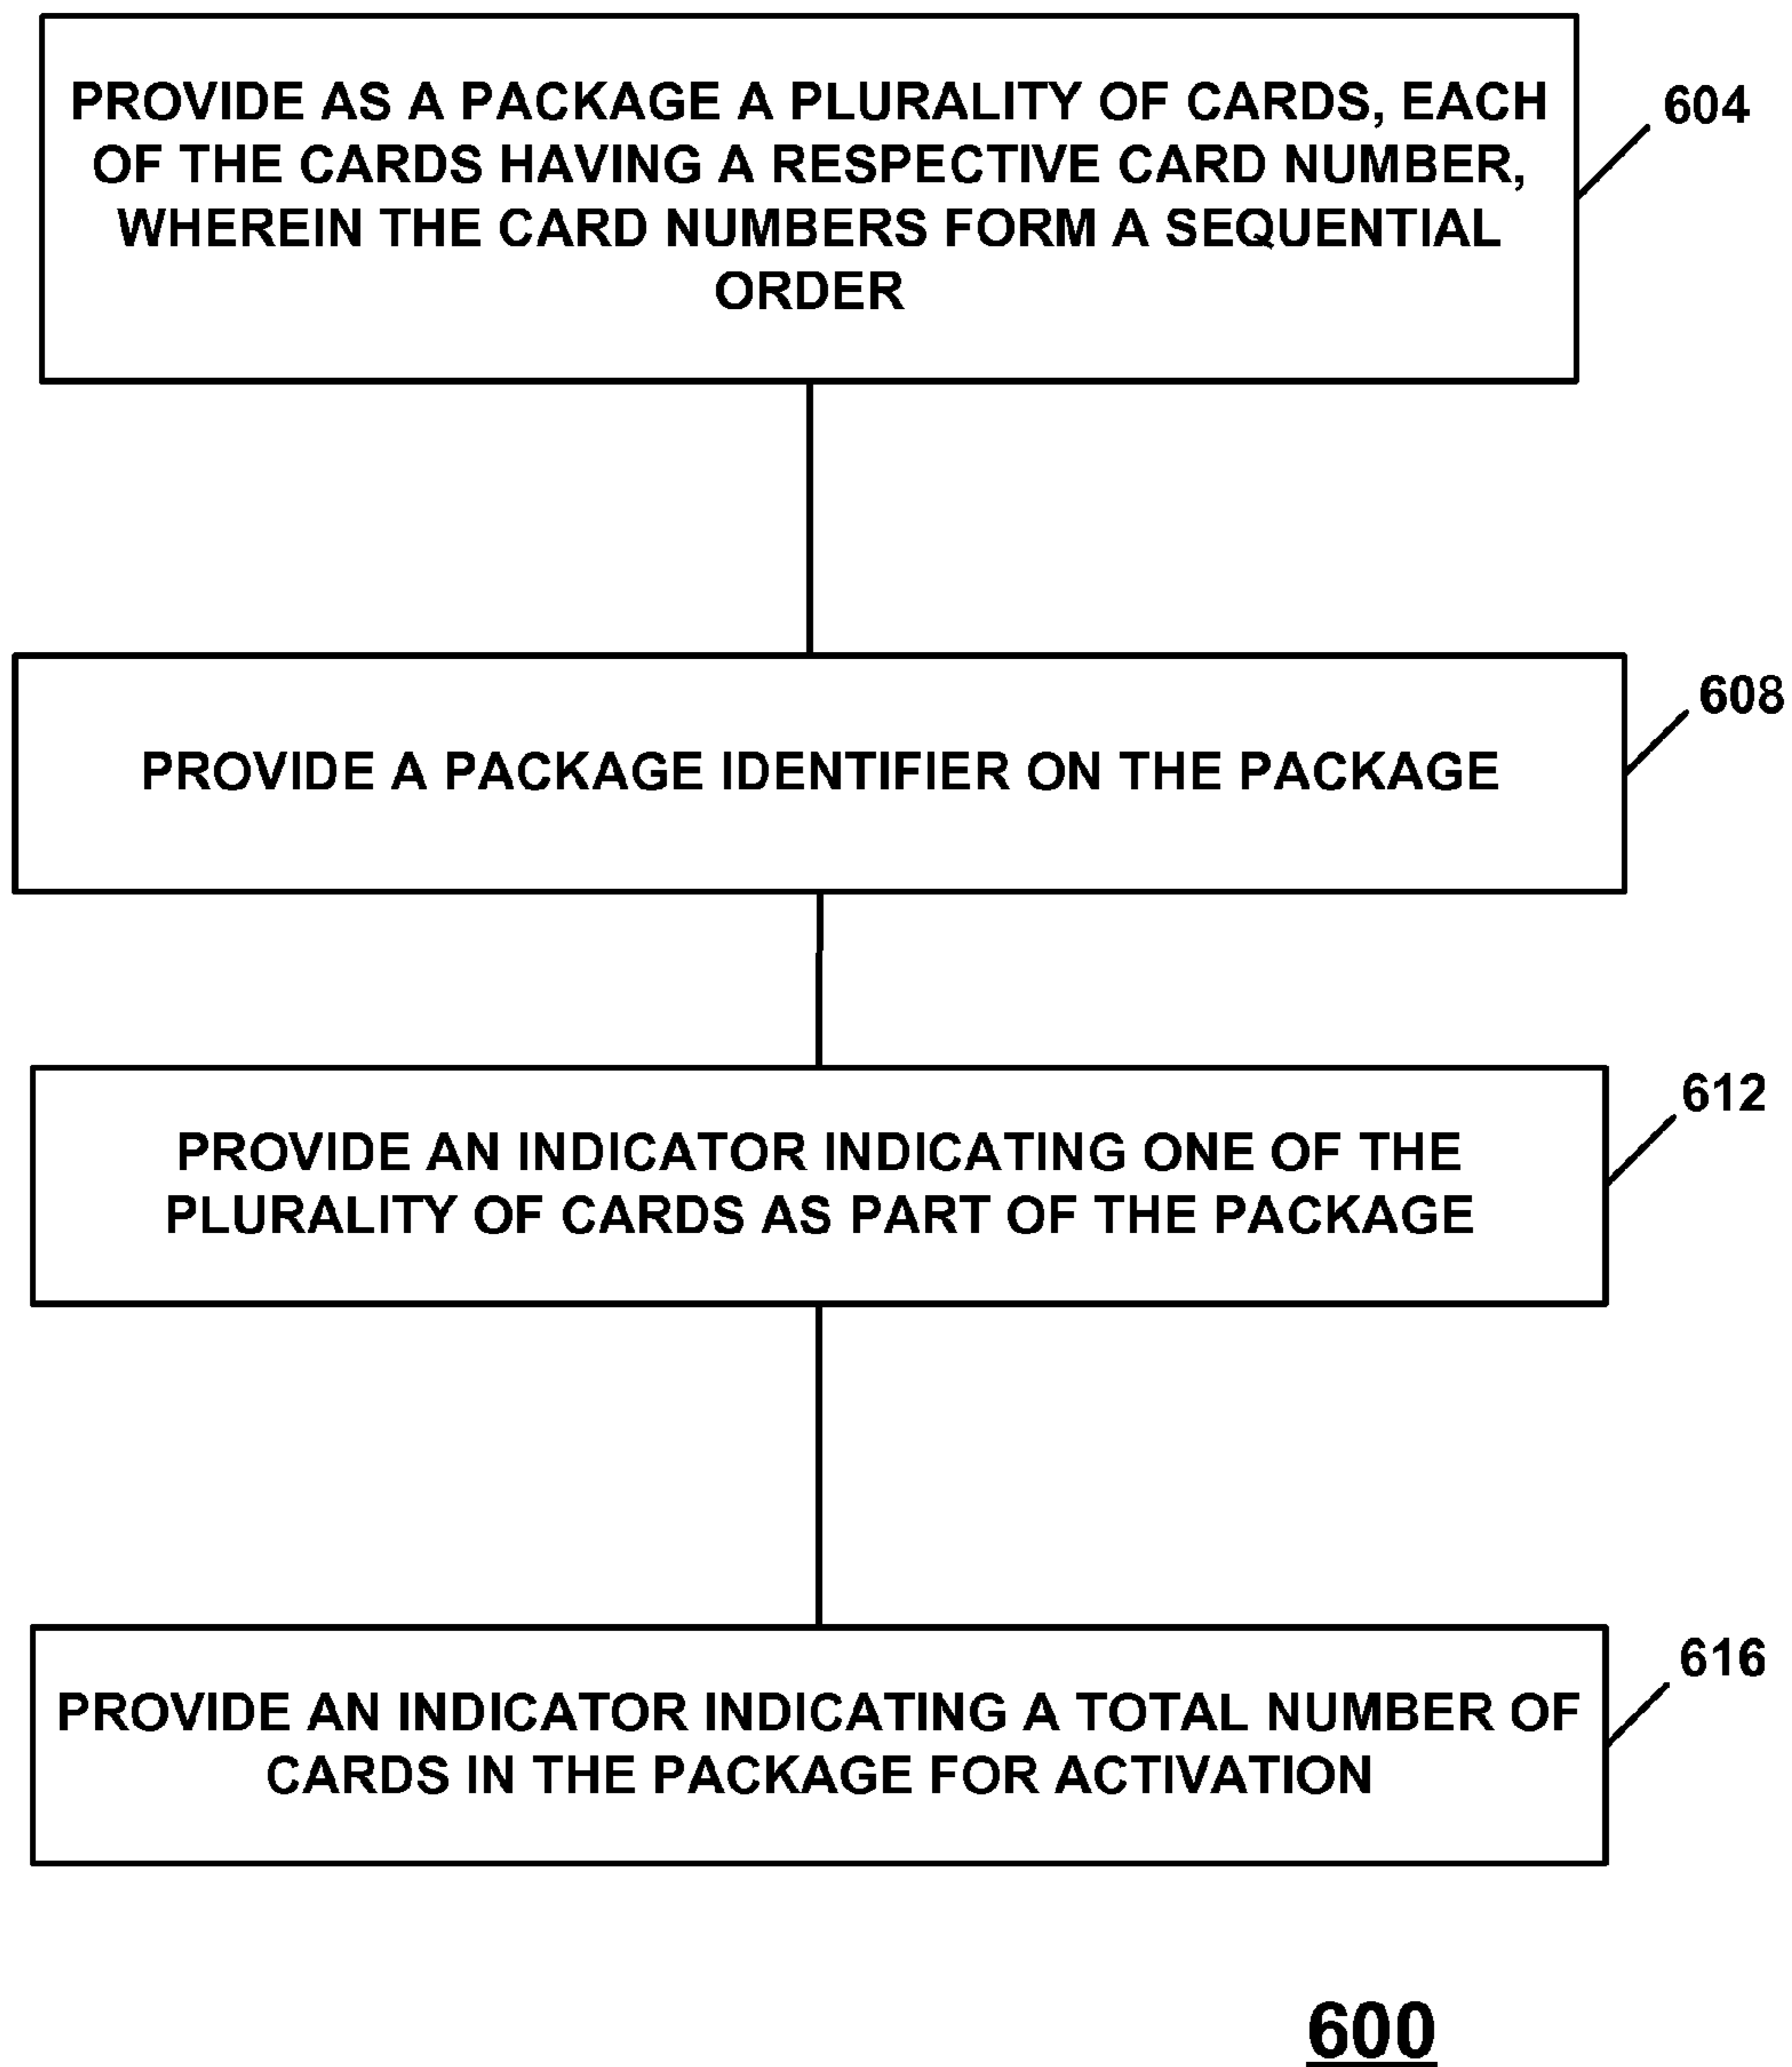 PROVIDE AS A PACKAGE A PLURALITY OF CARDS, EACH
OF THE CARDS HAVING A RESPECTIVE CARD NUMBER,
WHEREIN THE CARD NUMBERS FORM A SEQUENTIAL
ORDER
604
PROVIDE A PACKAGE IDENTIFIER ON THE PACKAGE
608
PROVIDE AN INDICATOR INDICATING ONE OF THE
PLURALITY OF CARDS AS PART OF THE PACKAGE
612
PROVIDE AN INDICATOR INDICATING A TOTAL NUMBER OF
CARDS IN THE PACKAGE FOR ACTIVATION
616
600